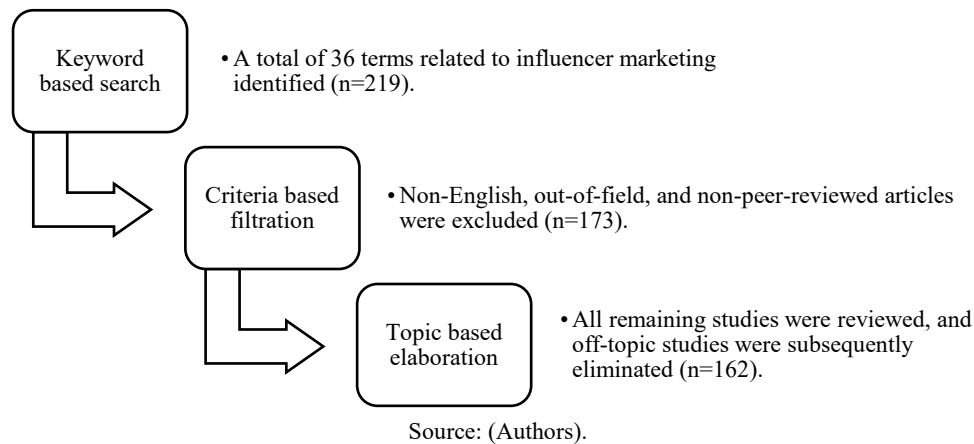 Keyword
based search
• A total of 36 terms related to influencer marketing
identified (n=219).
Criteria based
filtration
• Non-English, out-of-field, and non-peer-reviewed articles
were excluded (n=173).
Topic based
elaboration
• All remaining studies were reviewed, and
off-topic studies were subsequently
eliminated (n=162).
Source: (Authors).